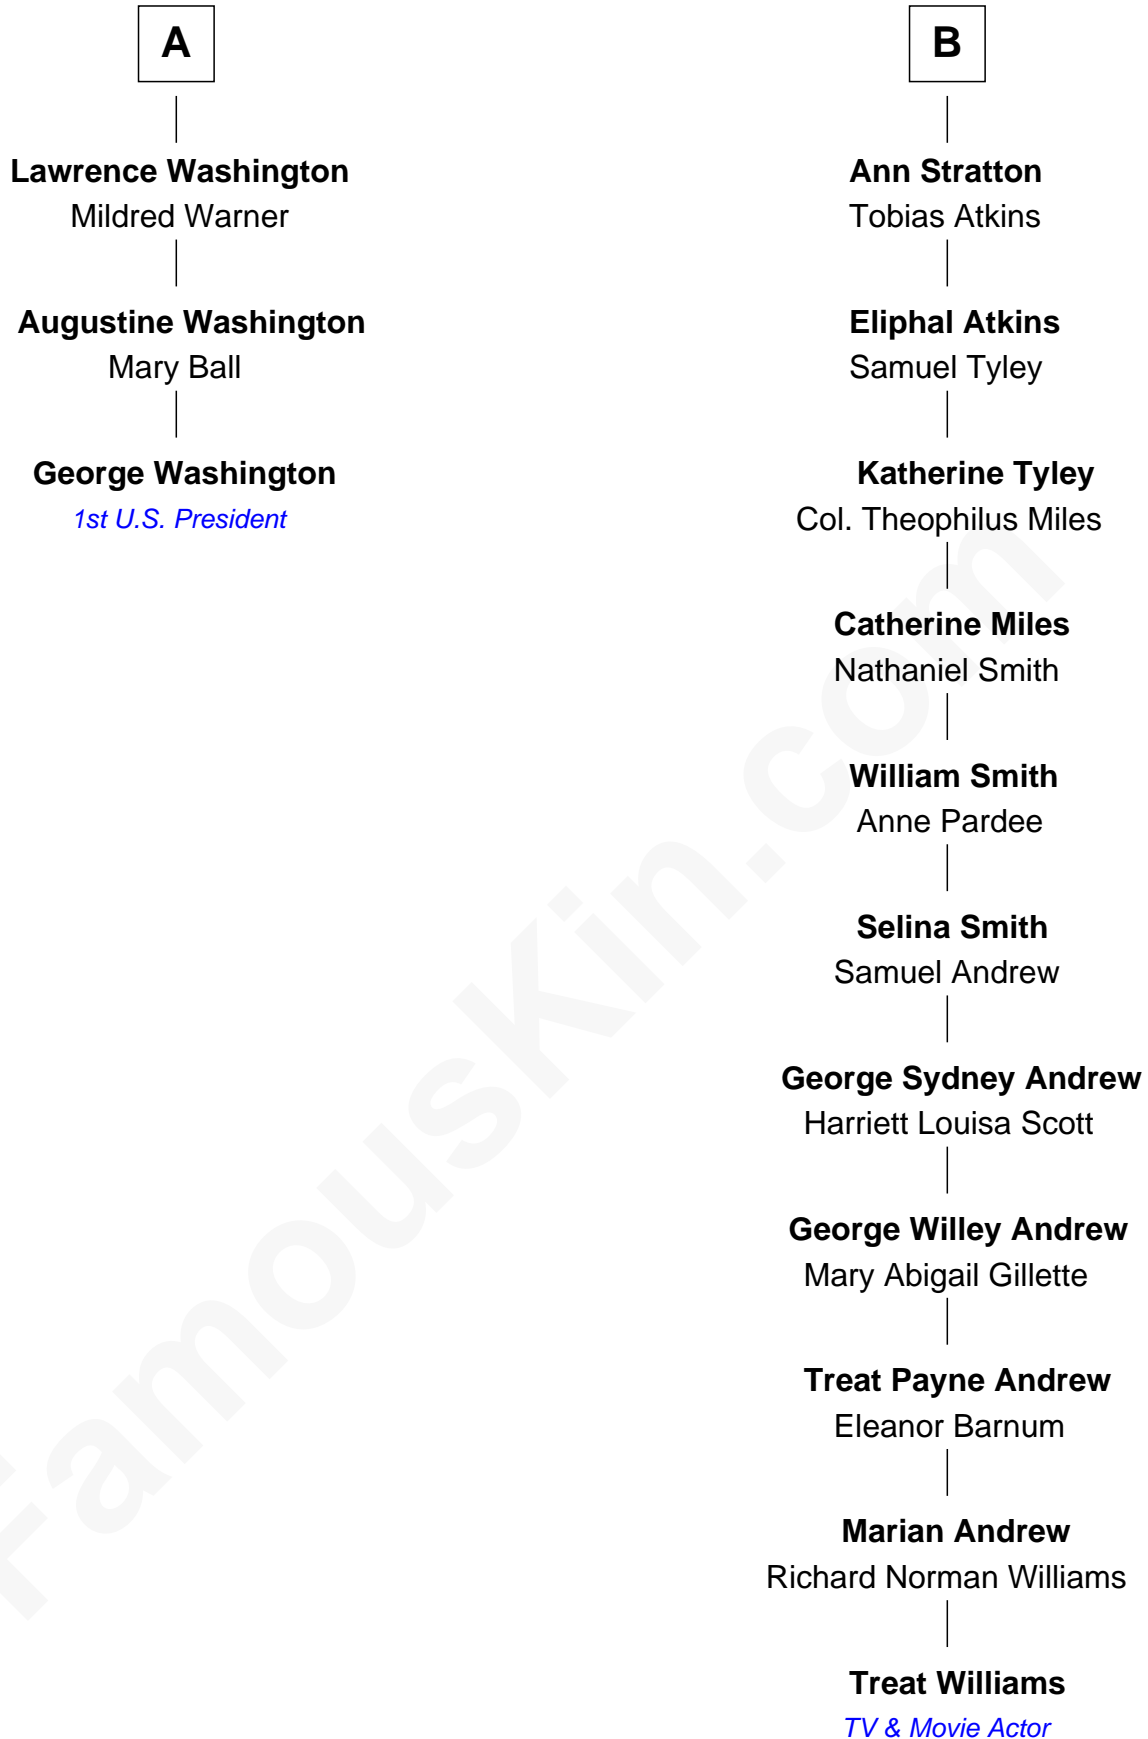 A
Lawrence Washington
Mildred Warner
Augustine Washington
Mary Ball
George Washington
1st U.S. President
B
Ann Stratton
Tobias Atkins
Eliphal Atkins
Samuel Tyley
Katherine Tyley
Col. Theophilus Miles
Catherine Miles
Nathaniel Smith
William Smith
Anne Pardee
Selina Smith
Samuel Andrew
George Sydney Andrew
Harriett Louisa Scott
George Willey Andrew
Mary Abigail Gillette
Treat Payne Andrew
Eleanor Barnum
Marian Andrew
Richard Norman Williams
Treat Williams
TV & Movie Actor
FamousKin.com